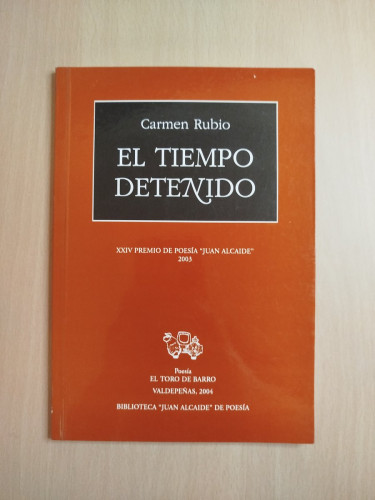 Carmen Rubio
EL TIEMPO
DETENIDO
XXIV PREMIO DE POESÍA "JUAN ALCAIDE"
2003
Poesía
EL TORO DE BARRO
VALDEPEÑAS, 2004
BIBLIOTECA "JUAN ALCAIDE" DE POESÍA